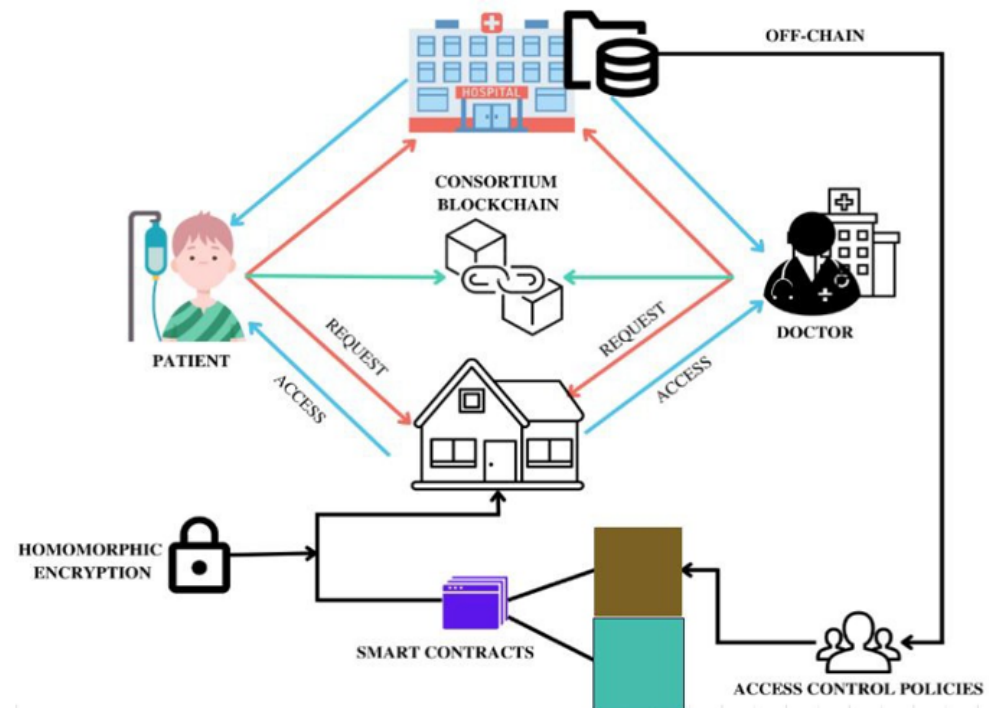 OFF-CHAIN
HOSPITAL
CONSORTIUM
BLOCKCHAIN
REQUEST
REQUEST
DOCTOR
PATIENT
ACCESS
ACCESS
HOMOMORPHIC
ENCRYPTION
SMART CONTRACTS
ACCESS CONTROL POLICIES